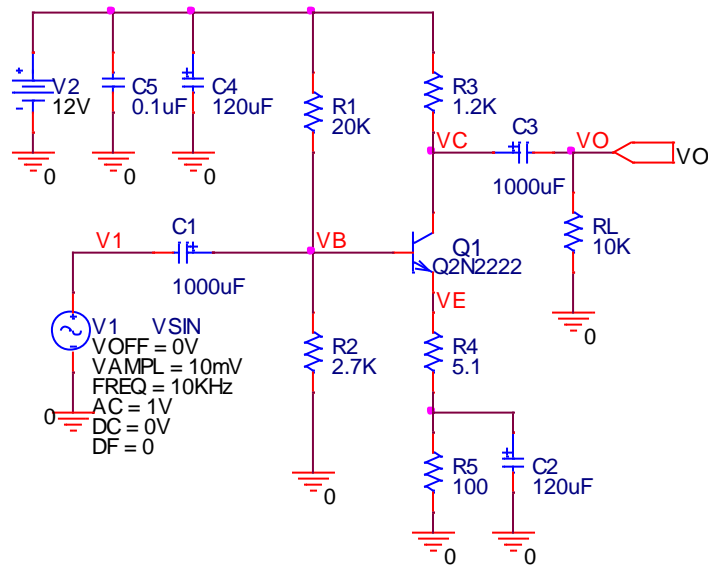 V2
12V
0
C5
0.1uF
0
C4
120uF
0
R1
20K
R3
1.2K
VC
C3
1000uF
VO
VO
RL
10K
0
V1
C1
1000uF
VB
Q1
Q2N2222
VE
V1 VSIN
VOFF = 0V
VAMPL = 10mV
FREQ = 10KHz
AC = 1V
DC = 0V
DF = 0
0
R2
2.7K
0
R4
5.1
R5
100
0
C2
120uF
0